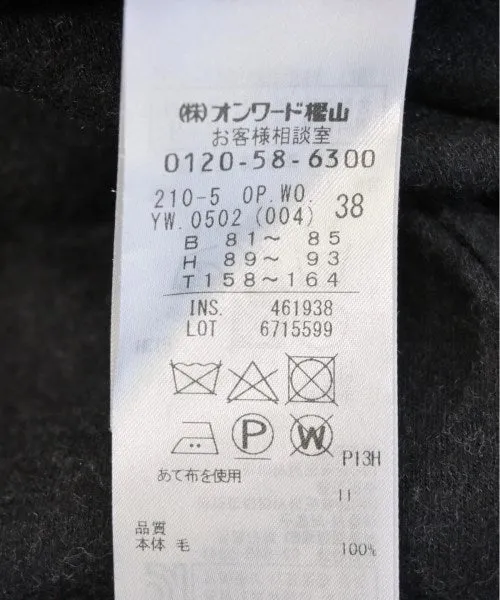 (株)オンワード樫山
お客様相談室
0120-58-6300
210-5 OP.WO. 38
YW.0502(004)
B 81～ 85
H 89～ 93
T 158～164
INS. 461938
LOT 6715599
P W
P13H
あて布を使用
11
品質
本体 毛 100%